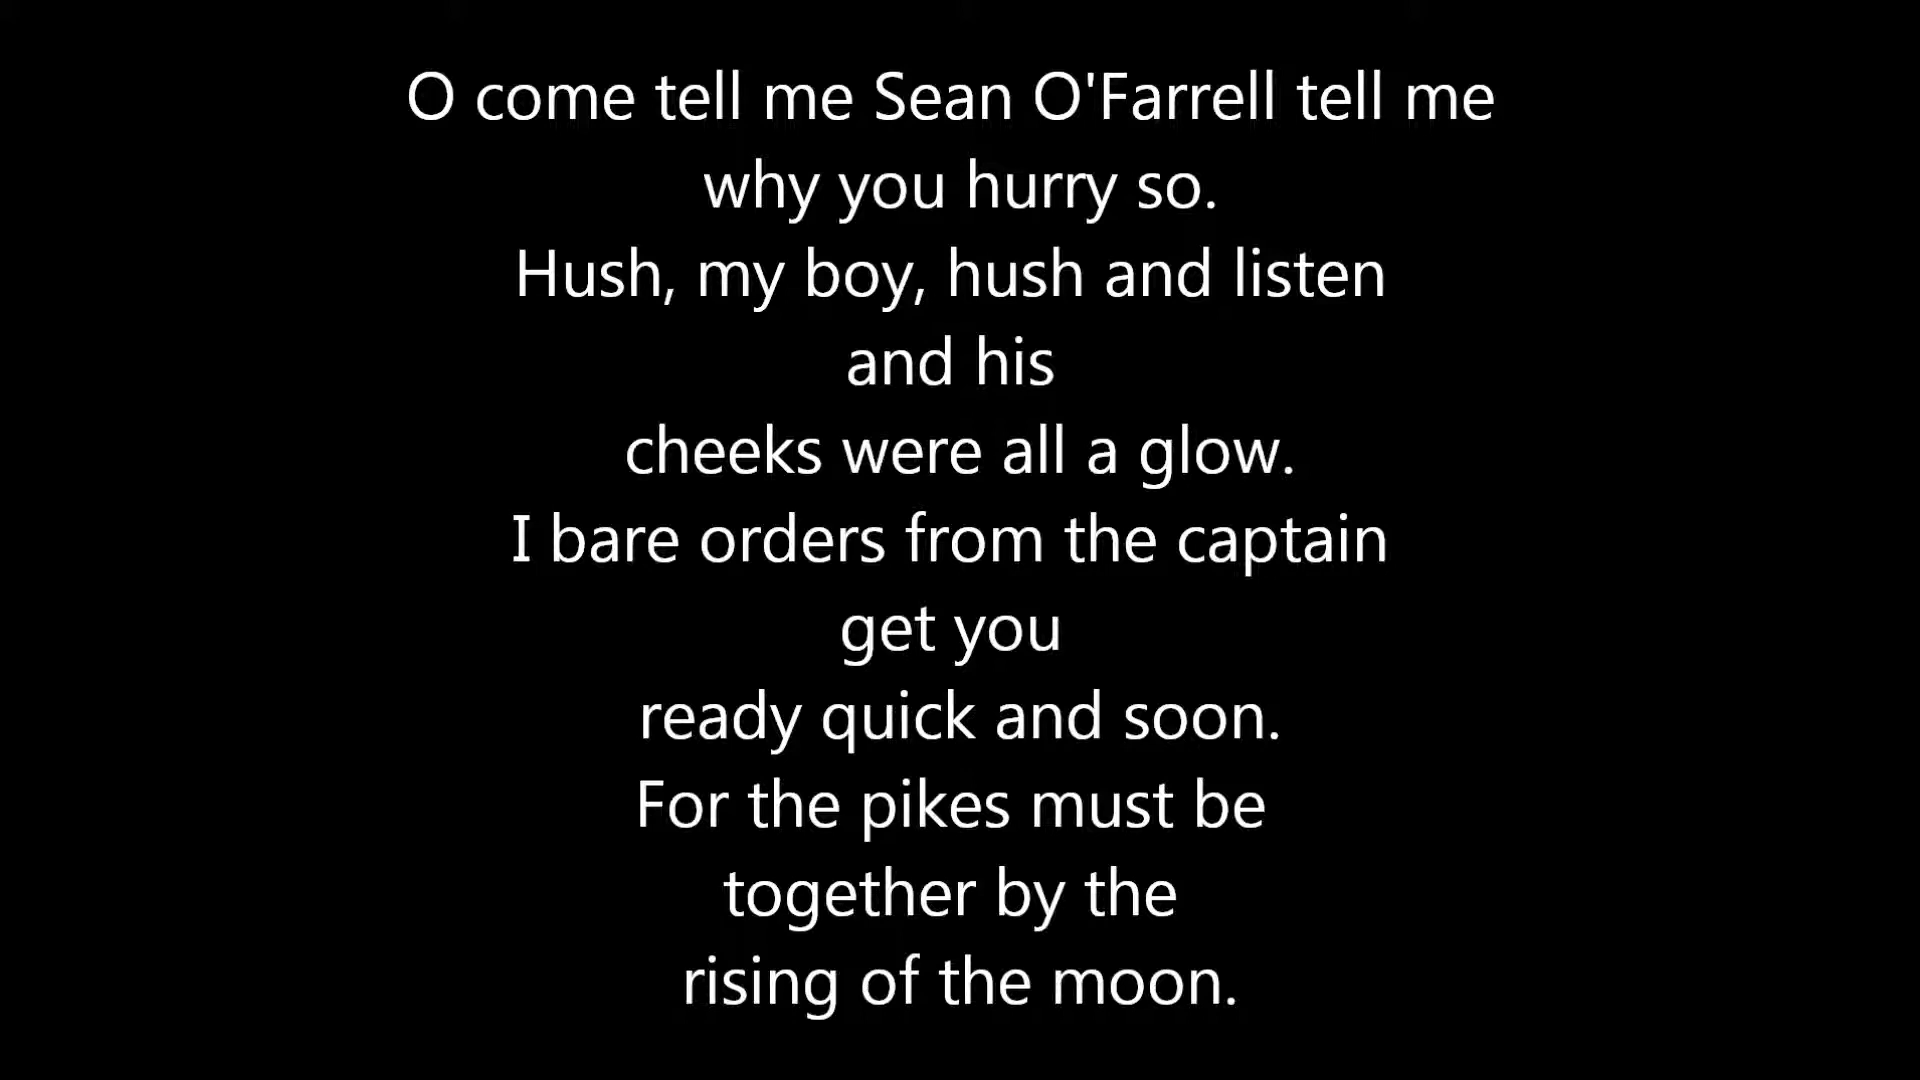 O come tell me Sean O'Farrell tell me
why you hurry so.
Hush, my boy, hush and listen
and his
cheeks were all a glow.
I bare orders from the captain
get you
ready quick and soon.
For the pikes must be
together by the
rising of the moon.